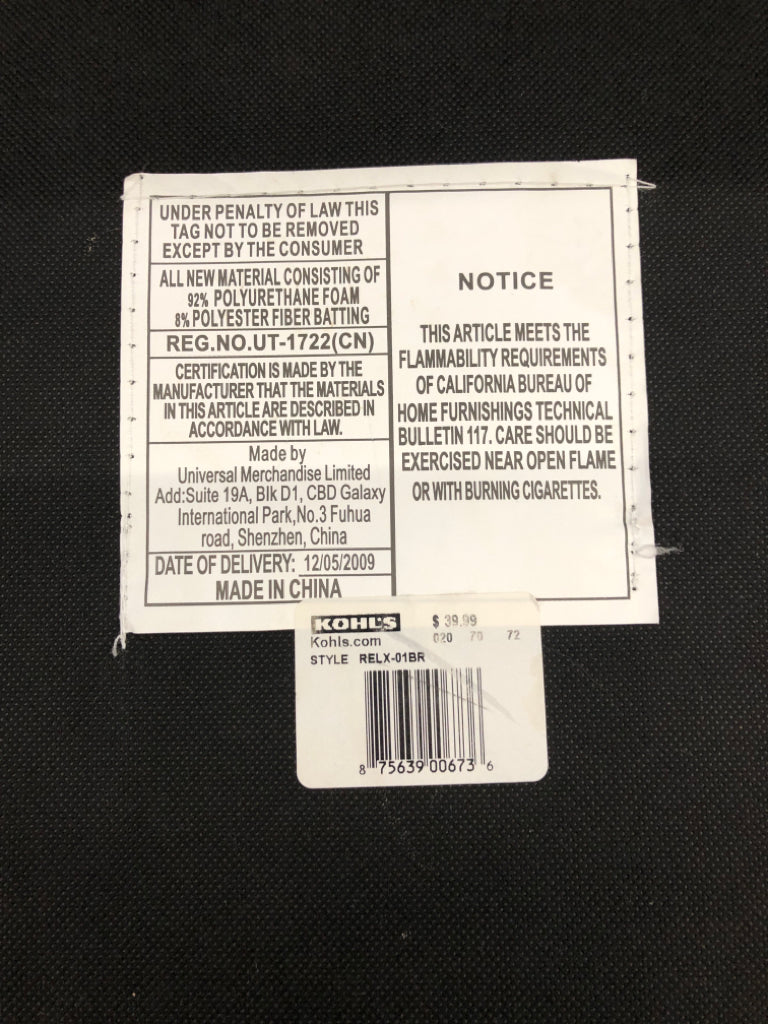 UNDER PENALTY OF LAW THIS
TAG NOT TO BE REMOVED
EXCEPT BY THE CONSUMER
ALL NEW MATERIAL CONSISTING OF
92% POLYURETHANE FOAM
8% POLYESTER FIBER BATTING
REG.NO.UT-1722(CN)
CERTIFICATION IS MADE BY THE
MANUFACTURER THAT THE MATERIALS
IN THIS ARTICLE ARE DESCRIBED IN
ACCORDANCE WITH LAW.
Made by
Universal Merchandise Limited
Add:Suite 19A, Blk D1, CBD Galaxy
International Park,No.3 Fuhua
road, Shenzhen, China
DATE OF DELIVERY: 12/05/2009
MADE IN CHINA
NOTICE
THIS ARTICLE MEETS THE
FLAMMABILITY REQUIREMENTS
OF CALIFORNIA BUREAU OF
HOME FURNISHINGS TECHNICAL
BULLETIN 117. CARE SHOULD BE
EXERCISED NEAR OPEN FLAME
OR WITH BURNING CIGARETTES.
KOHL'S $ 39.99
Kohls.com 020 70 72
STYLE RELX-01BR
8 75639 00673 6